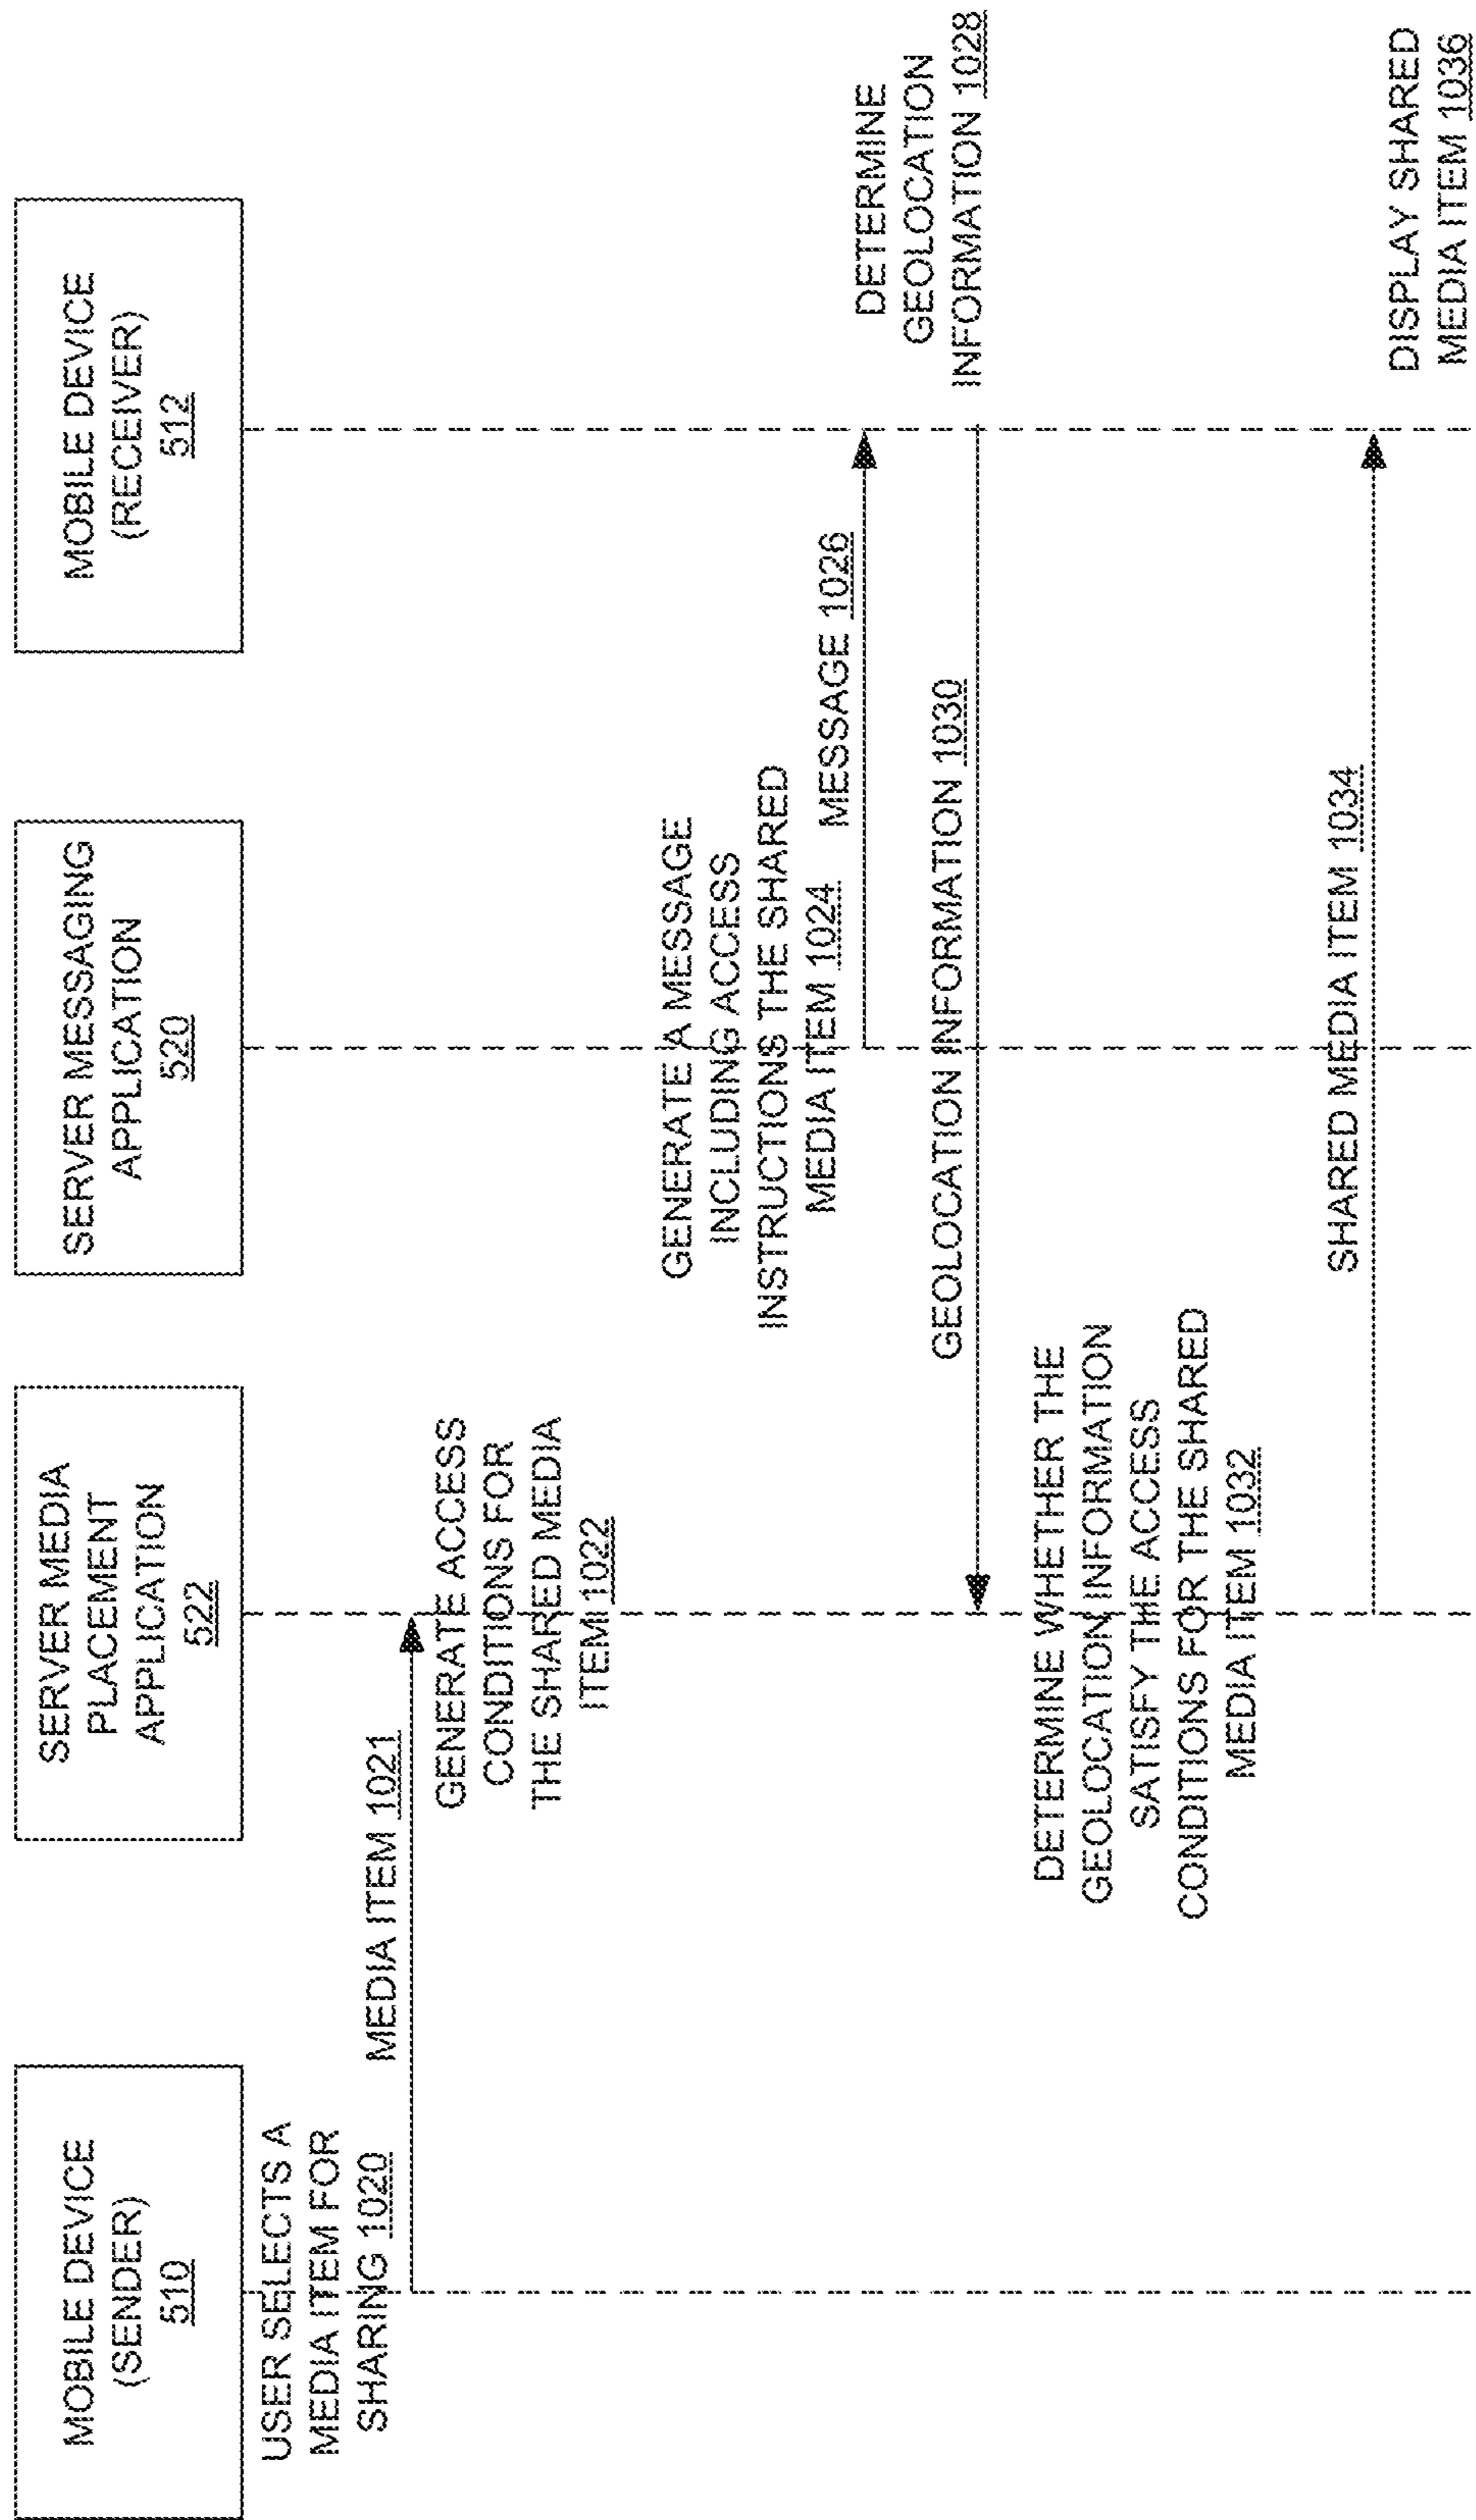 MOBILE DEVICE
(SENDER)
510
SERVER MEDIA
PLACEMENT
APPLICATION
522
SERVER MESSAGING
APPLICATION
520
MOBILE DEVICE
(RECEIVER)
512
USER SELECTS A
MEDIA ITEM FOR
SHARING 1020
MEDIA ITEM 1021
GENERATE ACCESS
CONDITIONS FOR
THE SHARED MEDIA
ITEM 1022
GENERATE A MESSAGE
INCLUDING ACCESS
INSTRUCTIONS THE SHARED
MEDIA ITEM 1024
MESSAGE 1026
DETERMINE
GEOLOCATION
INFORMATION 1028
GEOLOCATION INFORMATION 1030
DETERMINE WHETHER THE
GEOLOCATION INFORMATION
SATISFY THE ACCESS
CONDITIONS FOR THE SHARED
MEDIA ITEM 1032
SHARED MEDIA ITEM 1034
DISPLAY SHARED
MEDIA ITEM 1036